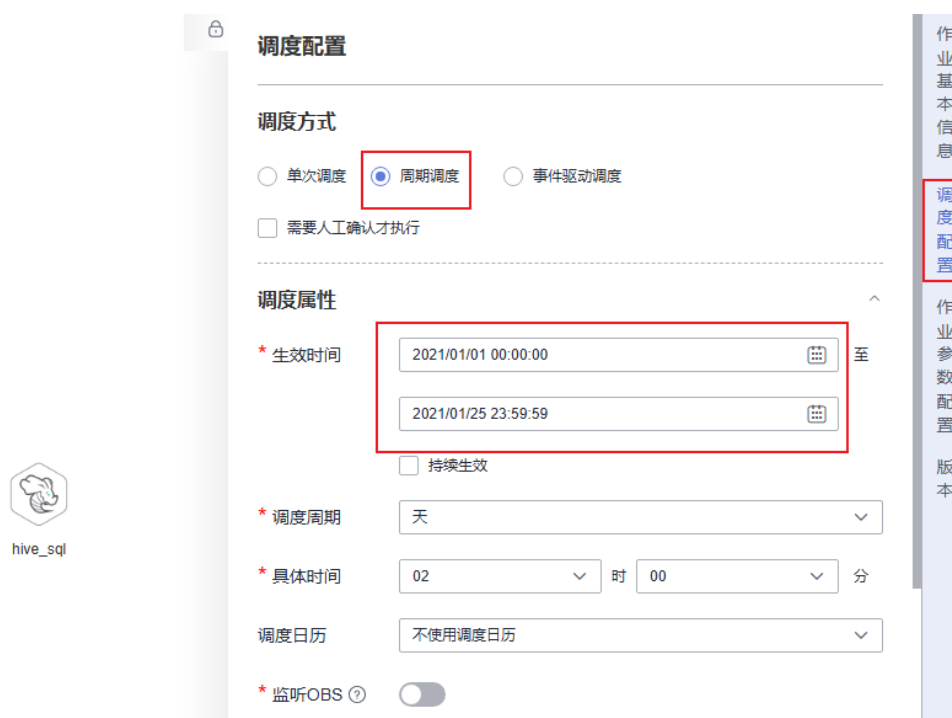 调度配置
调度方式
单次调度 周期调度 事件驱动调度
需要人工确认才执行
调度属性
* 生效时间 2021/01/01 00:00:00 至
2021/01/25 23:59:59
持续生效
* 调度周期 天
* 具体时间 02 时 00 分
调度日历 不使用调度日历
* 监听OBS ?
hive_sql
作业基本信息
调度配置
作业参数配置
版本